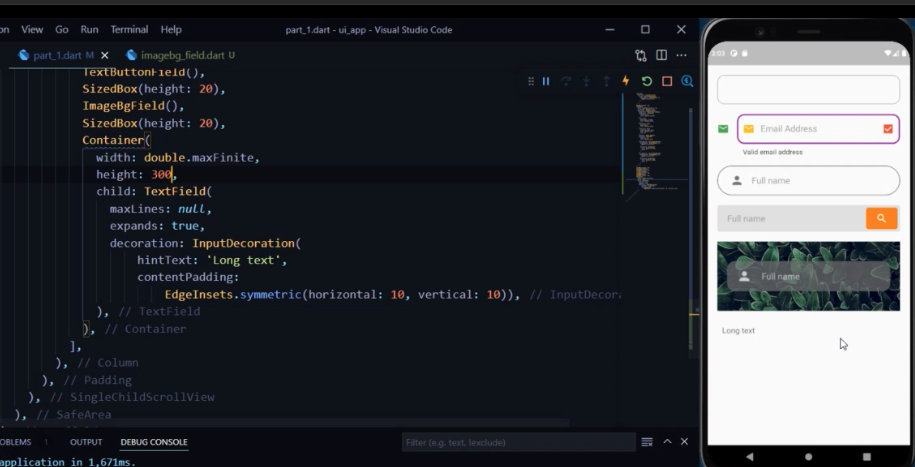 on View Go Run Terminal Help part_1.dart - ui_app - Visual Studio Code
part_1.dart M imagebg_field.dart U
TextButtonField(),
SizedBox(height: 20),
ImageBgField(),
SizedBox(height: 20),
Container(
width: double.maxFinite,
height: 300,
child: TextField(
maxLines: null,
expands: true,
decoration: InputDecoration(
hintText: 'Long text',
contentPadding:
EdgeInsets.symmetric(horizontal: 10, vertical: 10)), // InputDecora
), // TextField
), // Container
],
), // Column
), // Padding
), // SingleChildScrollView
), // SafeArea
OBLEMS 1 OUTPUT DEBUG CONSOLE Filter (e.g. text, !exclude)
application in 1,671ms.
Email Address
Valid email address
Full name
Full name
Full name
Long text